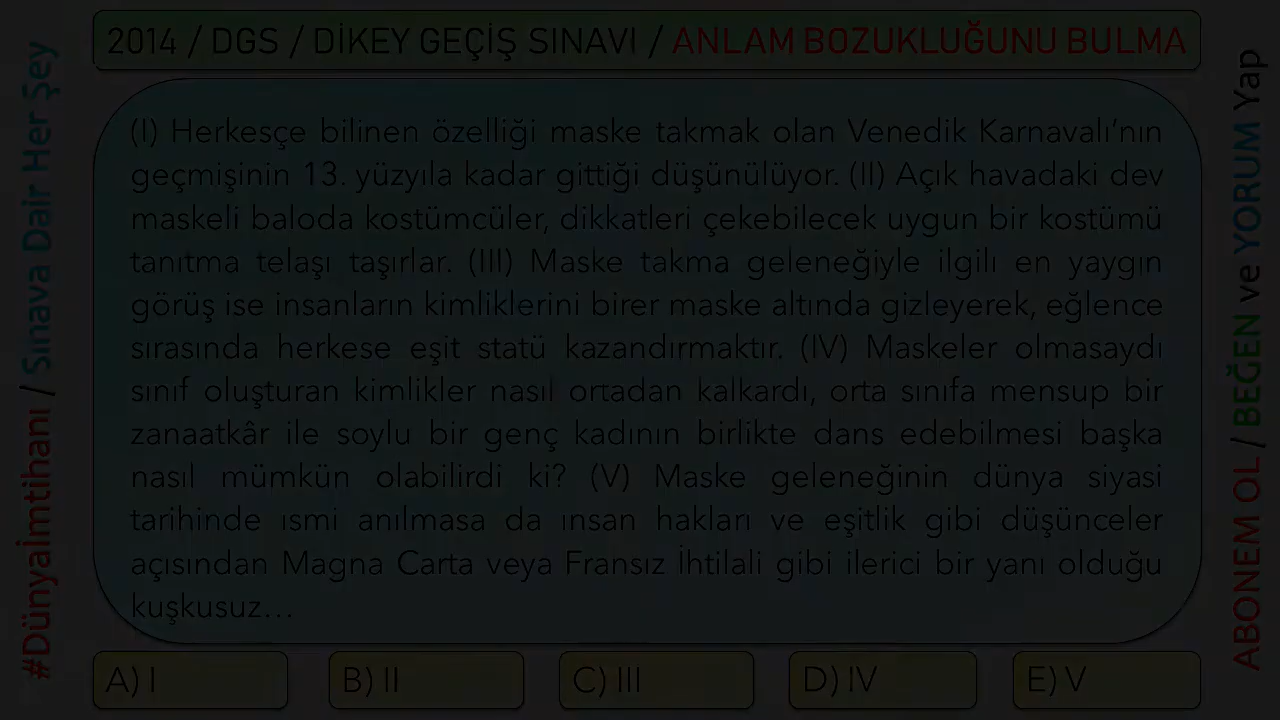 2014 / DGS / DİKEY GEÇİŞ SINAVI / ANLAM BOZUKLUĞUNU BULMA
(I) Herkesçe bilinen özelliği maske takmak olan Venedik Karnavalı’nın
geçmişinin 13. yüzyıla kadar gittiği düşünülüyor. (II) Açık havadaki dev
maskeli baloda kostümcüler, dikkatleri çekebilecek uygun bir kostümü
tanıtma telaşı taşırlar. (III) Maske takma geleneğiyle ilgili en yaygın
görüş ise insanların kimliklerini birer maske altında gizleyerek, eğlence
sırasında herkese eşit statü kazandırmaktır. (IV) Maskeler olmasaydı
sınıf oluşturan kimlikler nasıl ortadan kalkardı, orta sınıfa mensup bir
zanaatkâr ile soylu bir genç kadının birlikte dans edebilmesi başka
nasıl mümkün olabilirdi ki? (V) Maske geleneğinin dünya siyasi
tarihinde ismi anılmasa da insan hakları ve eşitlik gibi düşünceler
açısından Magna Carta veya Fransız İhtilali gibi ilerici bir yanı olduğu
kuşkusuz…
A) I
B) II
C) III
D) IV
E) V
#Dünyaİmtihanı / Sınava Dair Her Şey
ABONEM OL / BEĞEN ve YORUM Yap